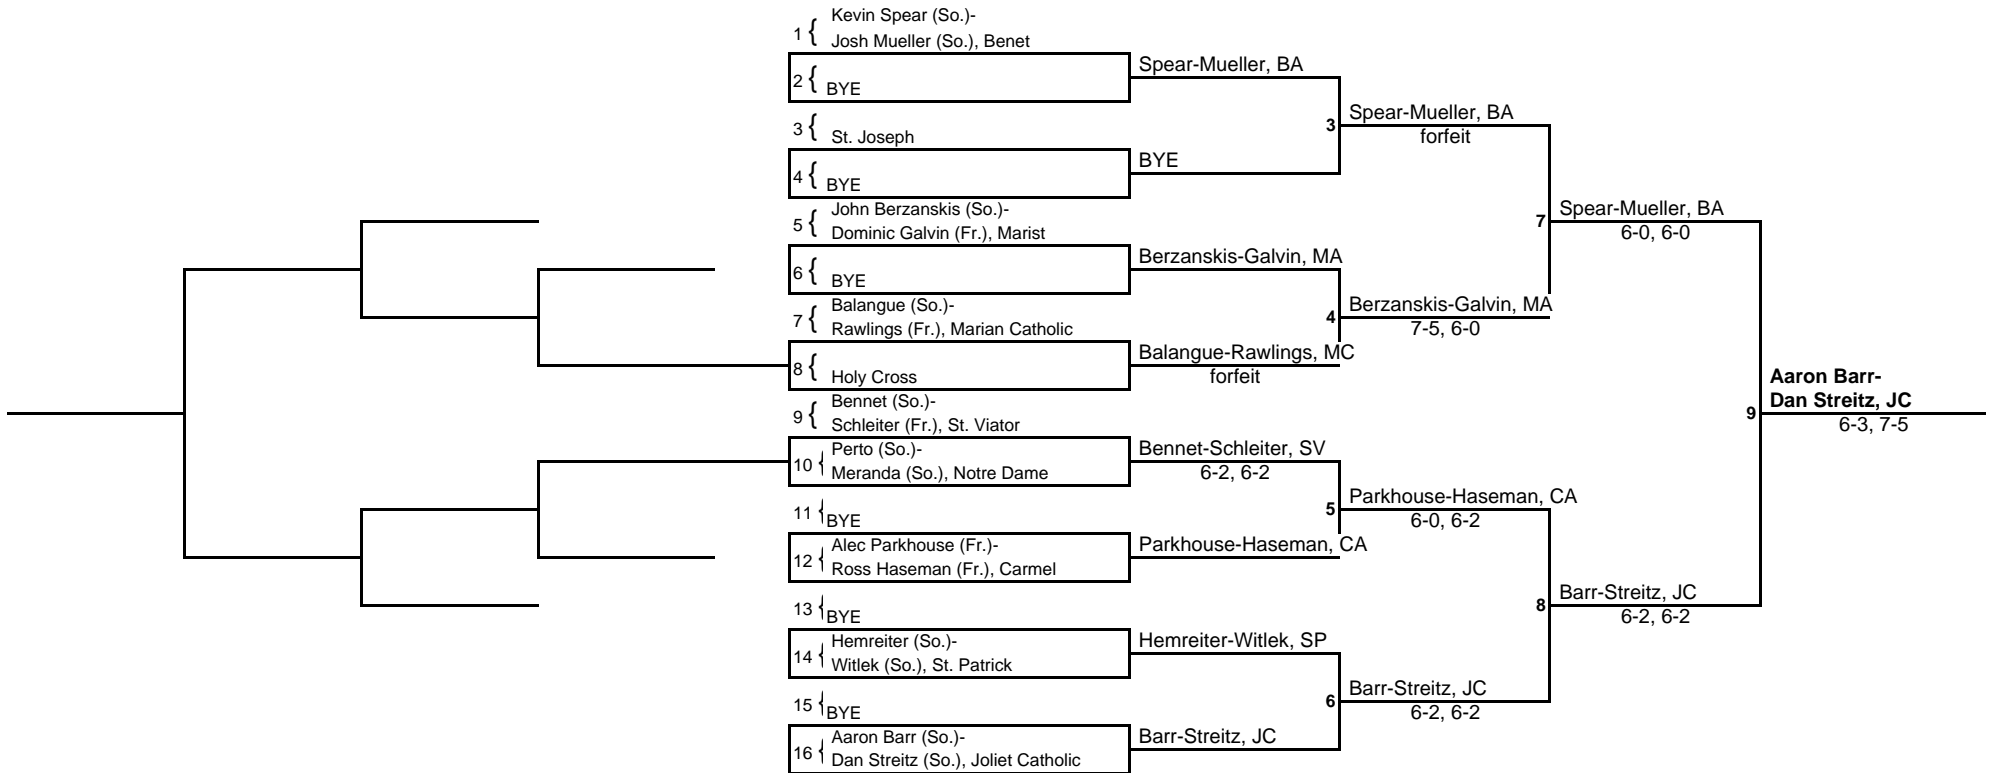 Kevin Spear (So.)-
1 { Josh Mueller (So.), Benet
2 { BYE
3 { St. Joseph
4 { BYE
John Berzanskis (So.)-
5 { Dominic Galvin (Fr.), Marist
6 { BYE
Balangue (So.)-
7 { Rawlings (Fr.), Marian Catholic
8 { Holy Cross
Bennet (So.)-
9 { Schleiter (Fr.), St. Viator
Perto (So.)-
10 { Meranda (So.), Notre Dame
11 { BYE
Alec Parkhouse (Fr.)-
12 { Ross Haseman (Fr.), Carmel
13 { BYE
Hemreiter (So.)-
14 { Witlek (So.), St. Patrick
15 { BYE
Aaron Barr (So.)-
16 { Dan Streitz (So.), Joliet Catholic
Spear-Mueller, BA
BYE
Berzanskis-Galvin, MA
Balangue-Rawlings, MC
forfeit
Bennet-Schleiter, SV
6-2, 6-2
Parkhouse-Haseman, CA
Hemreiter-Witlek, SP
Barr-Streitz, JC
3
Spear-Mueller, BA
forfeit
4
Berzanskis-Galvin, MA
7-5, 6-0
5
Parkhouse-Haseman, CA
6-0, 6-2
6
Barr-Streitz, JC
6-2, 6-2
7
Spear-Mueller, BA
6-0, 6-0
8
Barr-Streitz, JC
6-2, 6-2
9
Aaron Barr-
Dan Streitz, JC
6-3, 7-5